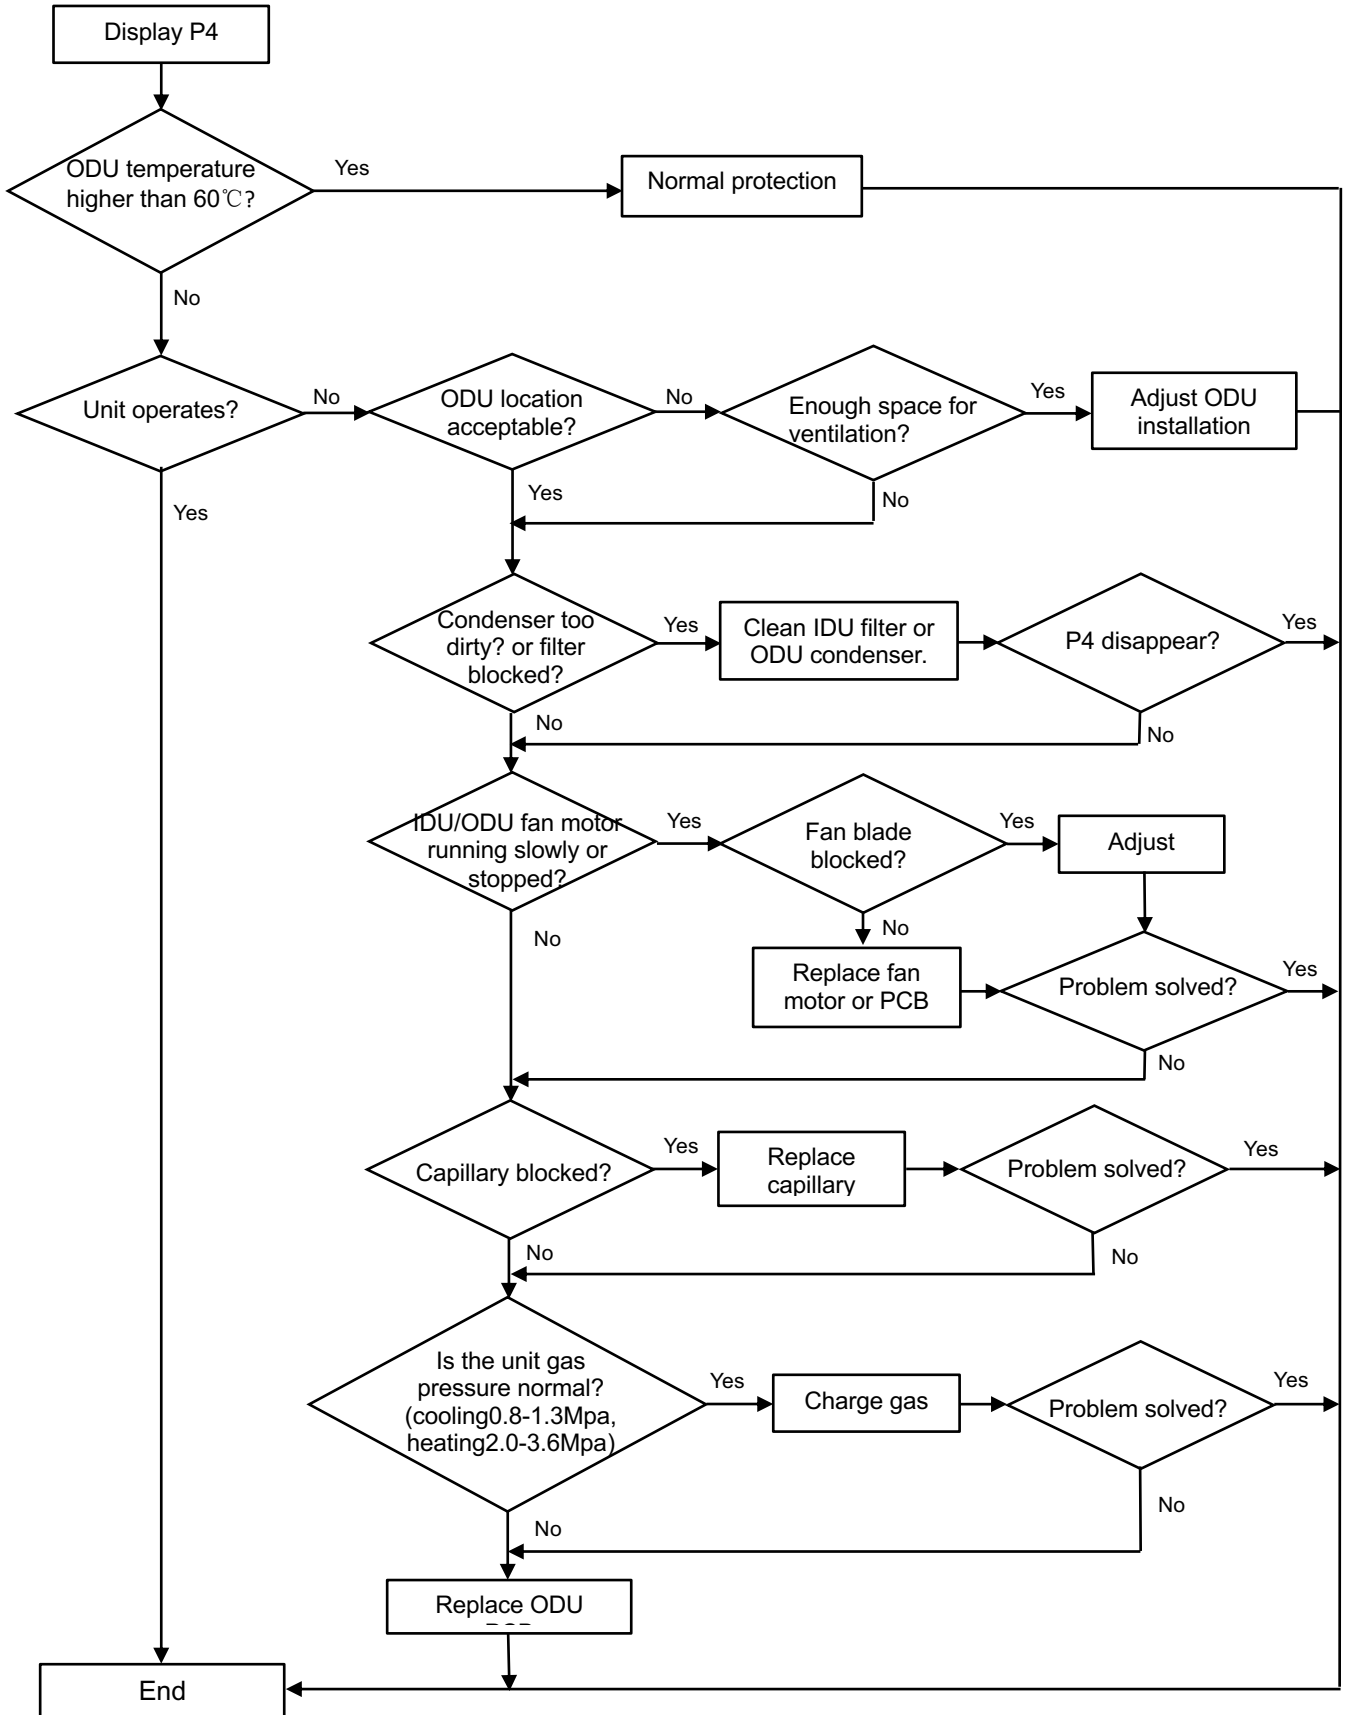 Display P4
ODU temperature
higher than 60℃?
Yes
Normal protection
No
Unit operates?
No
ODU location
acceptable?
No
Enough space for
ventilation?
Yes
Adjust ODU
installation
Yes
Yes
No
Condenser too
dirty? or filter
blocked?
Yes
Clean IDU filter or
ODU condenser.
P4 disappear?
Yes
No
No
IDU/ODU fan motor
running slowly or
stopped?
Yes
Fan blade
blocked?
Yes
Adjust
No
No
Replace fan
motor or PCB
Problem solved?
Yes
No
Capillary blocked?
Yes
Replace
capillary
Problem solved?
Yes
No
No
Is the unit gas
pressure normal?
(cooling0.8-1.3Mpa,
heating2.0-3.6Mpa)
Yes
Charge gas
Problem solved?
Yes
No
No
Replace ODU
End